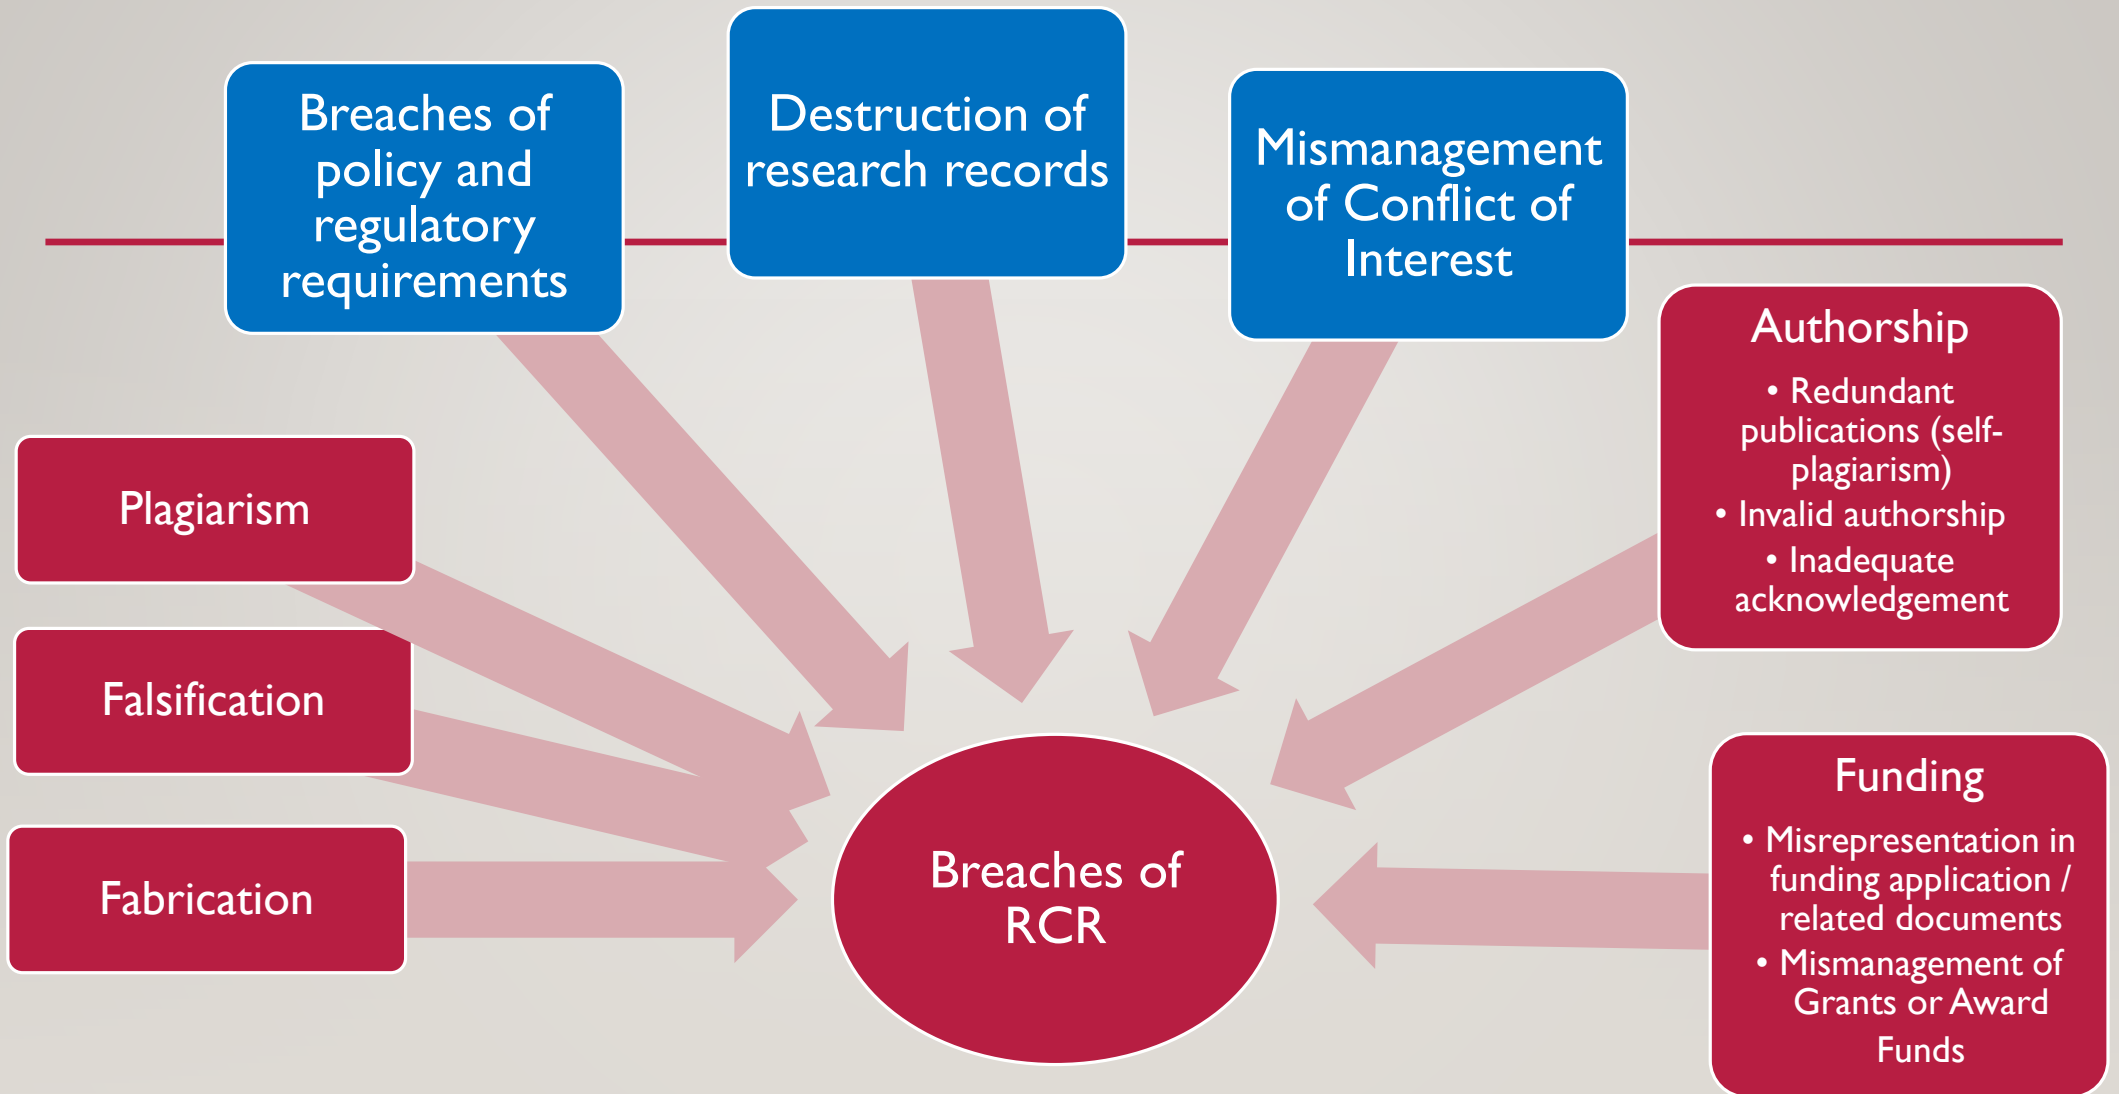 Breaches of
policy and
regulatory
requirements
Destruction of
research records
Mismanagement
of Conflict of
Interest
Authorship
• Redundant
publications (self-
plagiarism)
• Invalid authorship
• Inadequate
acknowledgement
Plagiarism
Falsification
Fabrication
Breaches of
RCR
Funding
• Misrepresentation in
funding application /
related documents
• Mismanagement of
Grants or Award
Funds